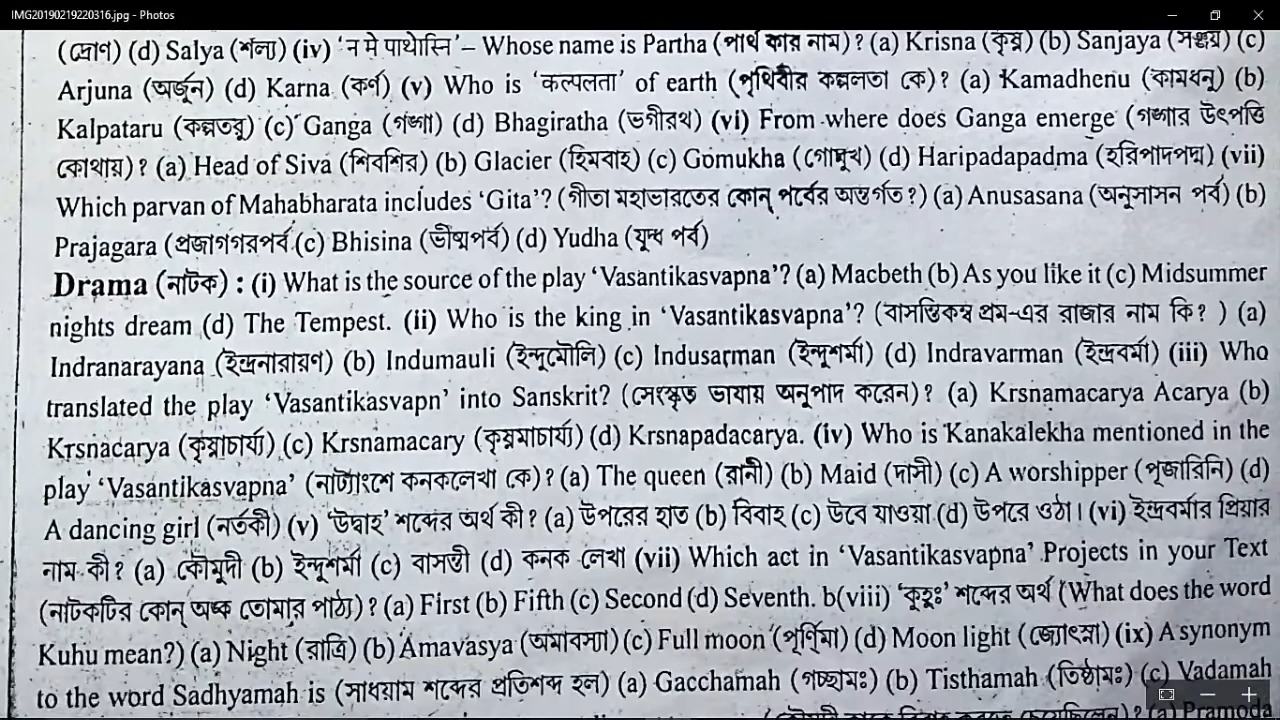 IMG20190219220316.jpg - Photos
(দ্রোণ) (d) Salya (শল্য) (iv) ‘न मे पार्थास्ति’ – Whose name is Partha (পার্থ কার নাম)? (a) Krisna (কৃষ্ণ) (b) Sanjaya (সঞ্জয়) (c)
Arjuna (অর্জুন) (d) Karna (কর্ণ) (v) Who is ‘कल्पलता’ of earth (পৃথিবীর কল্পলতা কে)? (a) Kamadhenu (কামধনু) (b)
Kalpataru (কল্পতরু) (c) Ganga (গঙ্গা) (d) Bhagiratha (ভগীরথ) (vi) From where does Ganga emerge (গঙ্গার উৎপত্তি
কোথায়)? (a) Head of Siva (শিবশির) (b) Glacier (হিমবাহ) (c) Gomukha (গোমুখ) (d) Haripadapadma (হরিপাদপদ্ম) (vii)
Which parvan of Mahabharata includes ‘Gita’? (গীতা মহাভারতের কোন্ পর্বের অন্তর্গত?) (a) Anusasana (অনুসাসন পর্ব) (b)
Prajagara (প্রজাগগরপর্ব (c) Bhisina (ভীষ্মপর্ব) (d) Yudha (যুদ্ধ পর্ব)
Drama (নাটক) : (i) What is the source of the play ‘Vasantikasvapna’? (a) Macbeth (b) As you like it (c) Midsummer
nights dream (d) The Tempest. (ii) Who is the king in ‘Vasantikasvapna’? (বাসন্তিকস্ব প্রম-এর রাজার নাম কি? ) (a)
Indranarayana (ইন্দ্রনারায়ণ) (b) Indumauli (ইন্দুমৌলি) (c) Indusarman (ইন্দুশর্মা) (d) Indravarman (ইন্দ্রবর্মা) (iii) Who
translated the play ‘Vasantikasvapn’ into Sanskrit? (সেংস্কৃত ভাযায় অনুপাদ করেন)? (a) Krsnamacarya Acarya (b)
Krsnacarya (কৃষ্ণাচার্য্য) (c) Krsnamacary (কৃষ্ণমাচার্য্য) (d) Krsnapadacarya. (iv) Who is Kanakalekha mentioned in the
play ‘Vasantikasvapna’ (নাট্যাংশে কনকলেখা কে)? (a) The queen (রানী) (b) Maid (দাসী) (c) A worshipper (পূজারিনি) (d)
A dancing girl (নর্তকী) (v) ‘উদ্বাহ’ শব্দের অর্থ কী? (a) উপরের হাত (b) বিবাহ (c) উবে যাওয়া (d) উপরে ওঠা। (vi) ইন্দ্রবর্মার প্রিয়ার
নাম কী? (a) কৌমুদী (b) ইন্দুশর্মা (c) বাসন্তী (d) কনক লেখা (vii) Which act in ‘Vasantikasvapna’ Projects in your Text
(নাটকটির কোন্ অঙ্ক তোমার পাঠ্য)? (a) First (b) Fifth (c) Second (d) Seventh. b(viii) ‘কুহূঃ’ শব্দের অর্থ (What does the word
Kuhu mean?) (a) Night (রাত্রি) (b) Amavasya (অমাবস্যা) (c) Full moon (পূর্ণিমা) (d) Moon light (জ্যোৎস্না) (ix) A synonym
to the word Sadhyamah is (সাধয়াম শব্দের প্রতিশব্দ হল) (a) Gacchamah (গচ্ছামঃ) (b) Tisthamah (তিষ্ঠামঃ) (c) Vadamah
(a) Pramoda